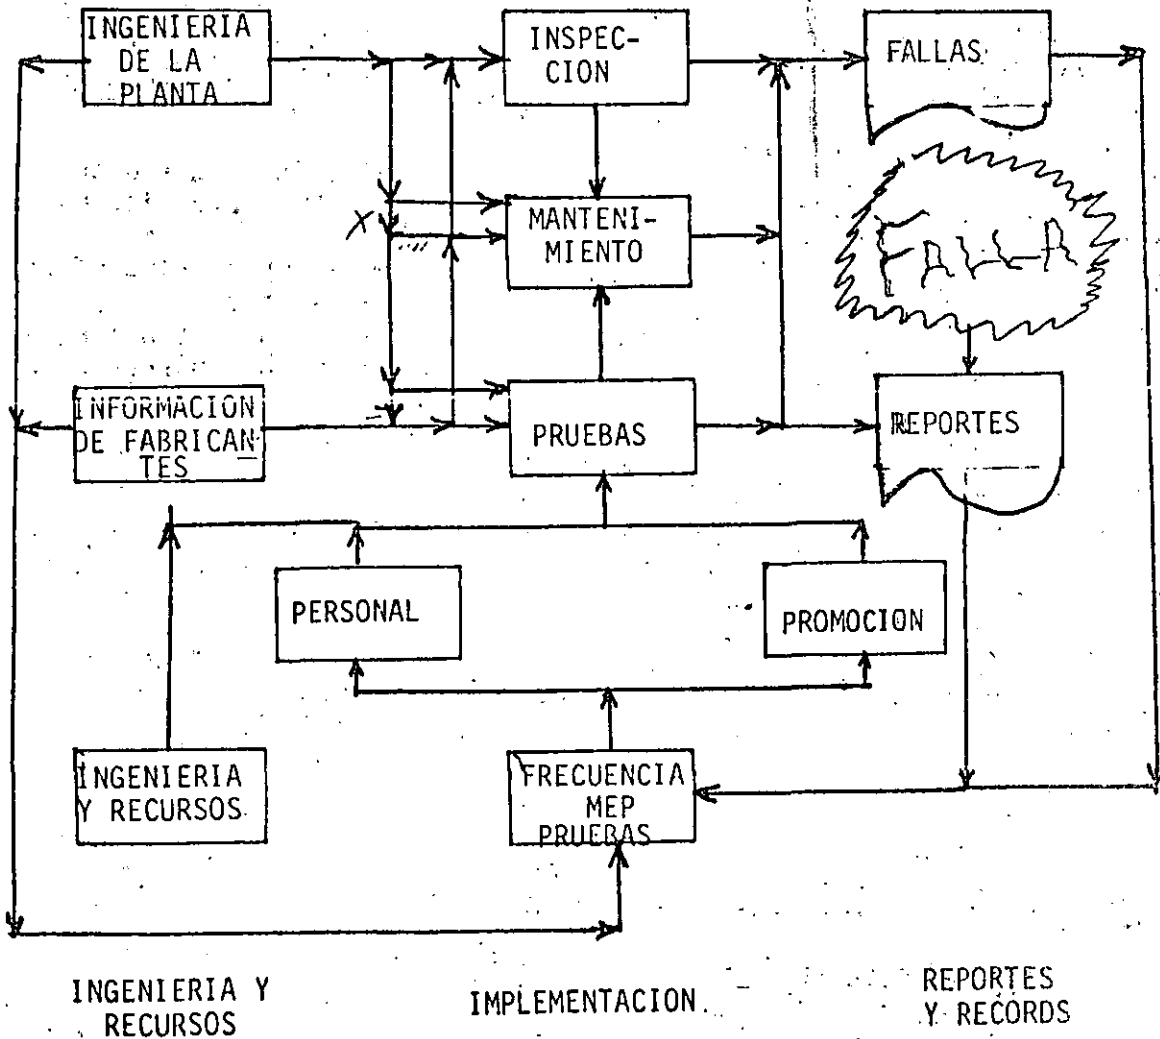 INGENIERIA
DE LA
PLANTA
INSPEC-
CION
FALLAS
MANTENI-
MIENTO
X
FALLA
INFORMACION
DE FABRICAN
TES
PRUEBAS
REPORTES
PERSONAL
PROMOCION
INGENIERIA
Y RECURSOS
FRECUENCIA
MEP
PRUEBAS
INGENIERIA Y
RECURSOS
IMPLEMENTACION
REPORTES
Y RECORDS